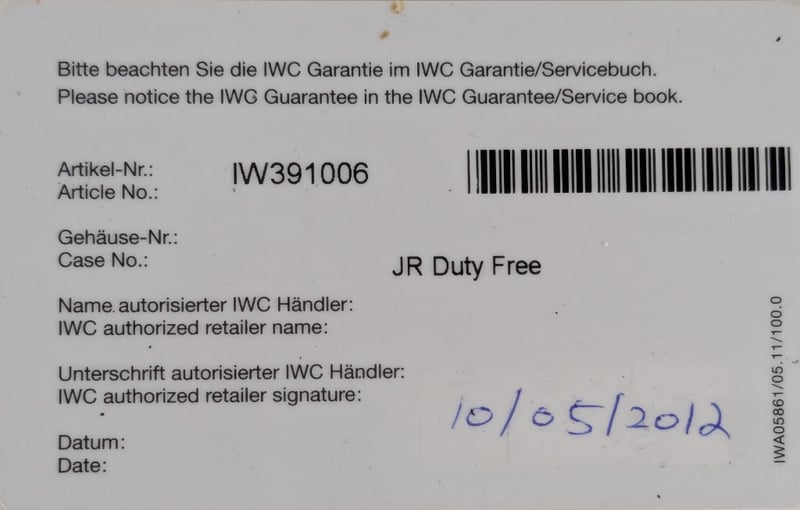 Bitte beachten Sie die IWC Garantie im IWC Garantie/Servicebuch.
Please notice the IWC Guarantee in the IWC Guarantee/Service book.
Artikel-Nr.: IW391006
Article No.:
Gehäuse-Nr.:
Case No.:
JR Duty Free
Name autorisierter IWC Händler:
IWC authorized retailer name:
Unterschrift autorisierter IWC Händler:
IWC authorized retailer signature:
10/05/2012
Datum:
Date:
IWA05861/05.11/100.0